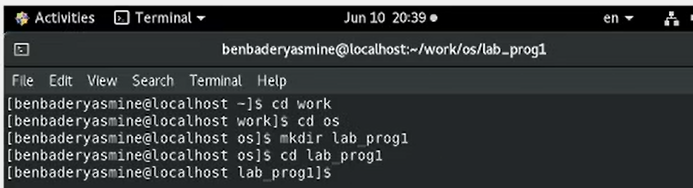 Activities Terminal Jun 10 20:39 en
benbaderyasmine@localhost:~/work/os/lab_prog1
File Edit View Search Terminal Help
[benbaderyasmine@localhost ~]$ cd work
[benbaderyasmine@localhost work]$ cd os
[benbaderyasmine@localhost os]$ mkdir lab_prog1
[benbaderyasmine@localhost os]$ cd lab_prog1
[benbaderyasmine@localhost lab_prog1]$